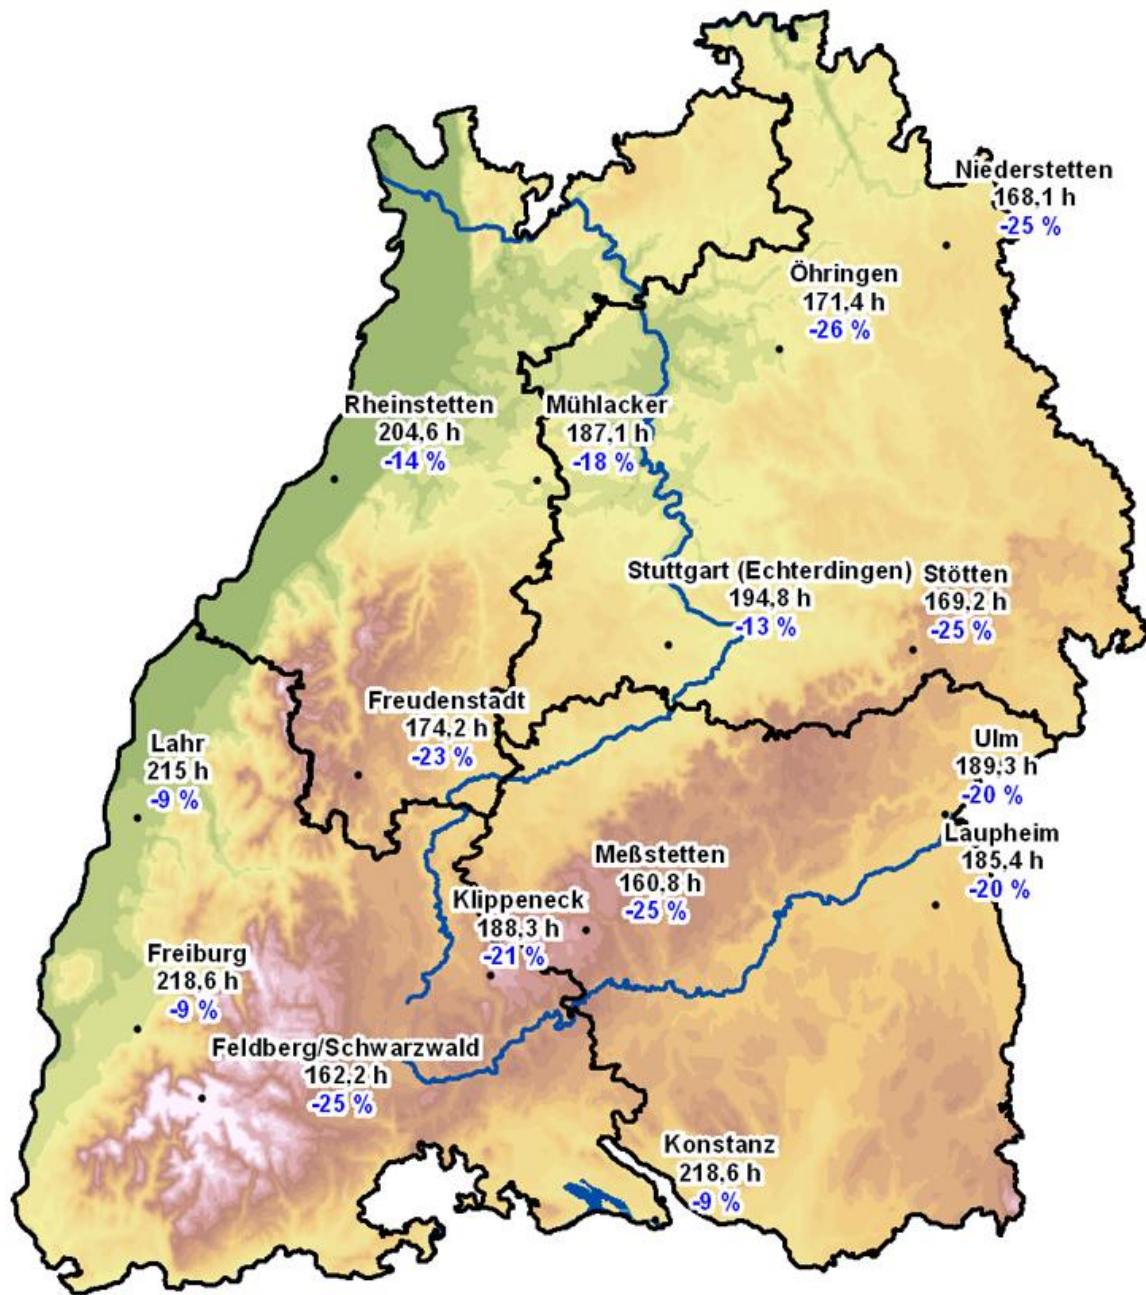 Niederstetten
168,1 h
-25 %
Öhringen
171,4 h
-26 %
Rheinstetten
204,6 h
-14 %
Mühlacker
187,1 h
-18 %
Stuttgart (Echterdingen)
194,8 h
-13 %
Stötten
169,2 h
-25 %
Freudenstadt
174,2 h
-23 %
Lahr
215 h
-9 %
Ulm
189,3 h
-20 %
Laupheim
185,4 h
-20 %
Meßstetten
160,8 h
-25 %
Klippeneck
188,3 h
-21 %
Freiburg
218,6 h
-9 %
Feldberg/Schwarzwald
162,2 h
-25 %
Konstanz
218,6 h
-9 %